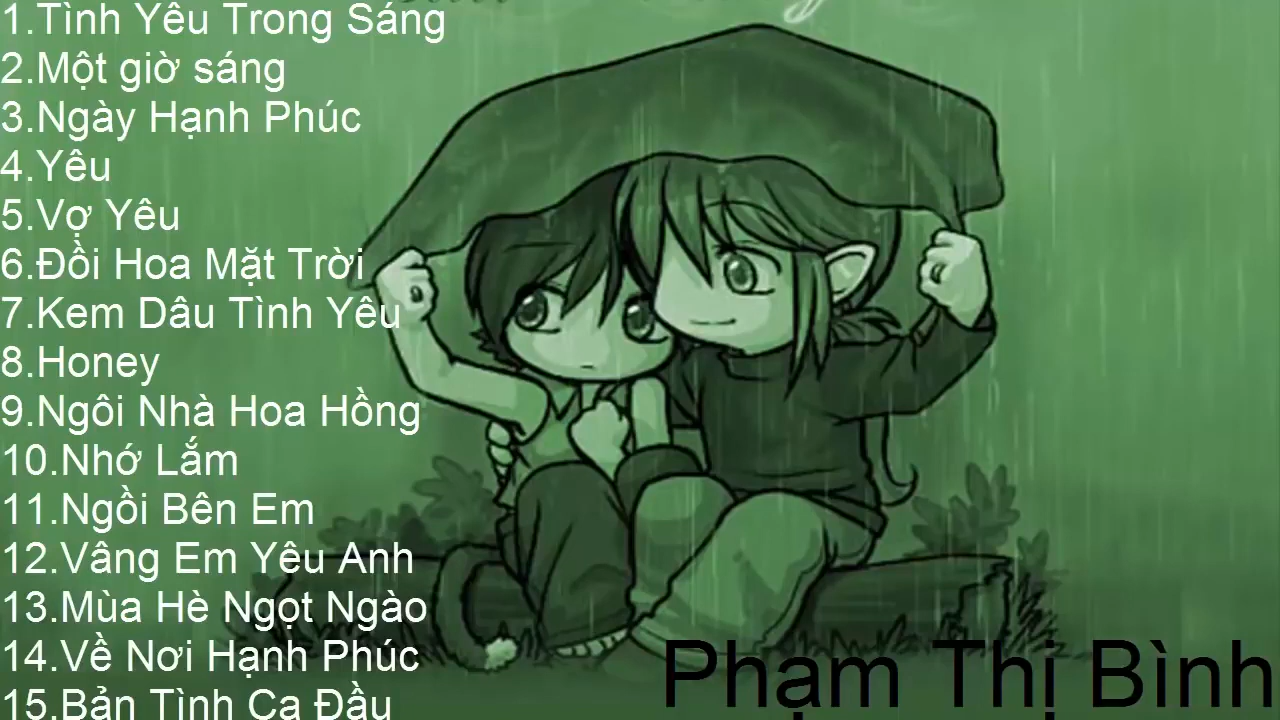 1.Tình Yêu Trong Sáng
2.Một giờ sáng
3.Ngày Hạnh Phúc
4.Yêu
5.Vợ Yêu
6.Đồi Hoa Mặt Trời
7.Kem Dâu Tình Yêu
8.Honey
9.Ngôi Nhà Hoa Hồng
10.Nhớ Lắm
11.Ngồi Bên Em
12.Vâng Em Yêu Anh
13.Mùa Hè Ngọt Ngào
14.Về Nơi Hạnh Phúc
15.Bản Tình Ca Đầu
Phạm Thị Bình